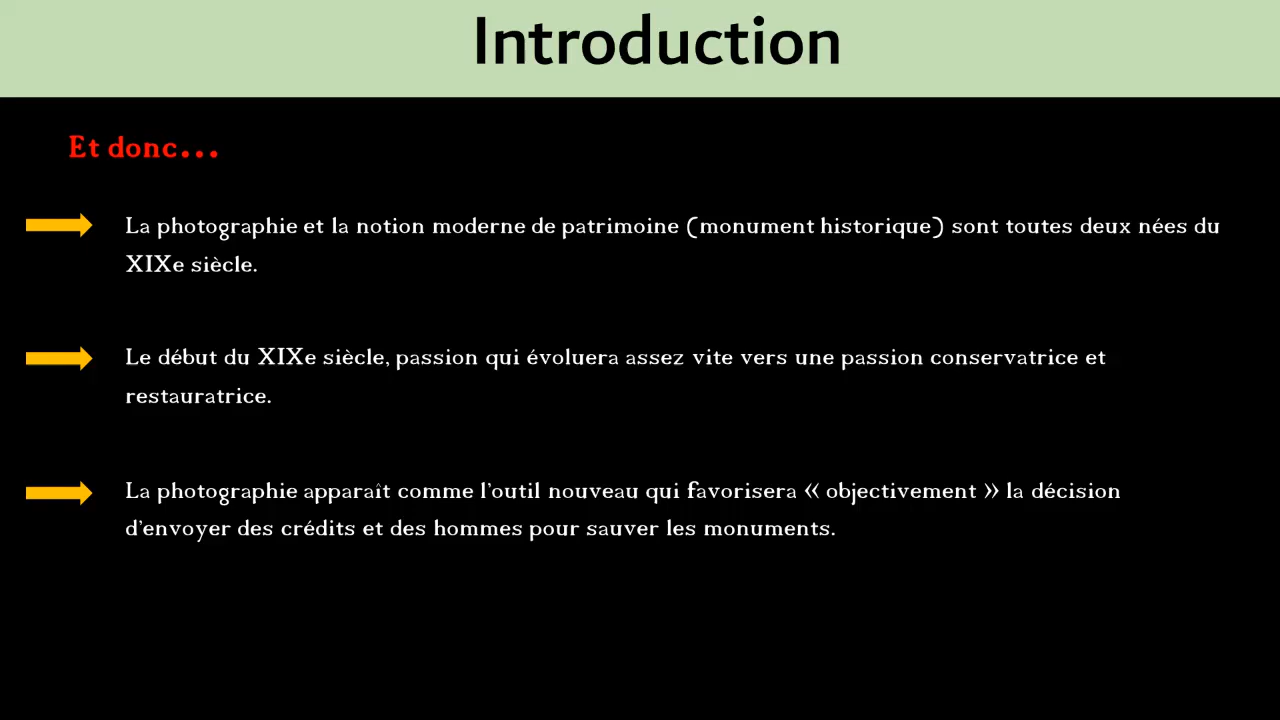 Introduction
Et donc...
La photographie et la notion moderne de patrimoine (monument historique) sont toutes deux nées du
XIXe siècle.
Le début du XIXe siècle, passion qui évoluera assez vite vers une passion conservatrice et
restauratrice.
La photographie apparaît comme l'outil nouveau qui favorisera « objectivement » la décision
d'envoyer des crédits et des hommes pour sauver les monuments.